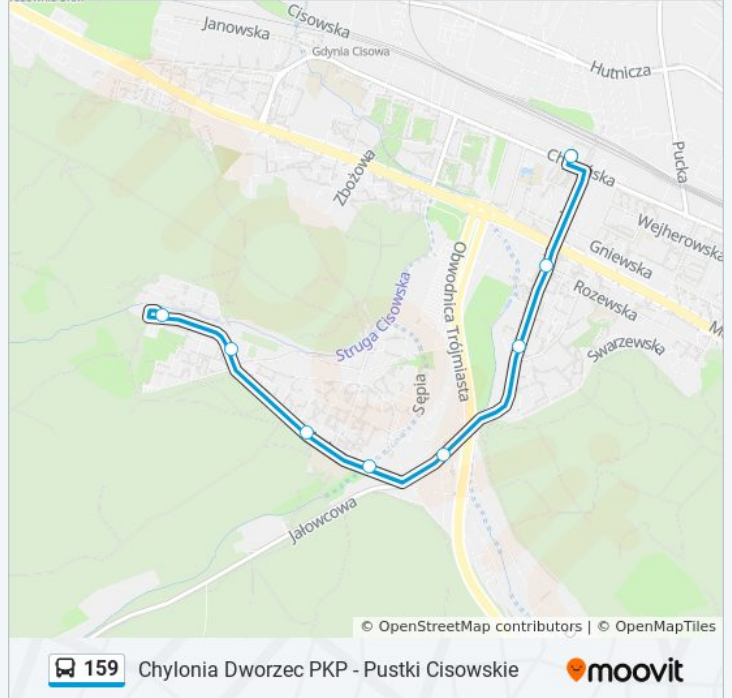 Cisowska
Janowska
Gdynia Cisowa
Hutnicza
Pucka
Zbożowa
Wejherowska
Gniewska
Obwodnica Trójmiasta
Rozewska
Struga Cisowska
Swarzewska
Sępia
Jałowcowa
© OpenStreetMap contributors | © OpenMapTiles
159 Chylonia Dworzec PKP - Pustki Cisowskie
moovit